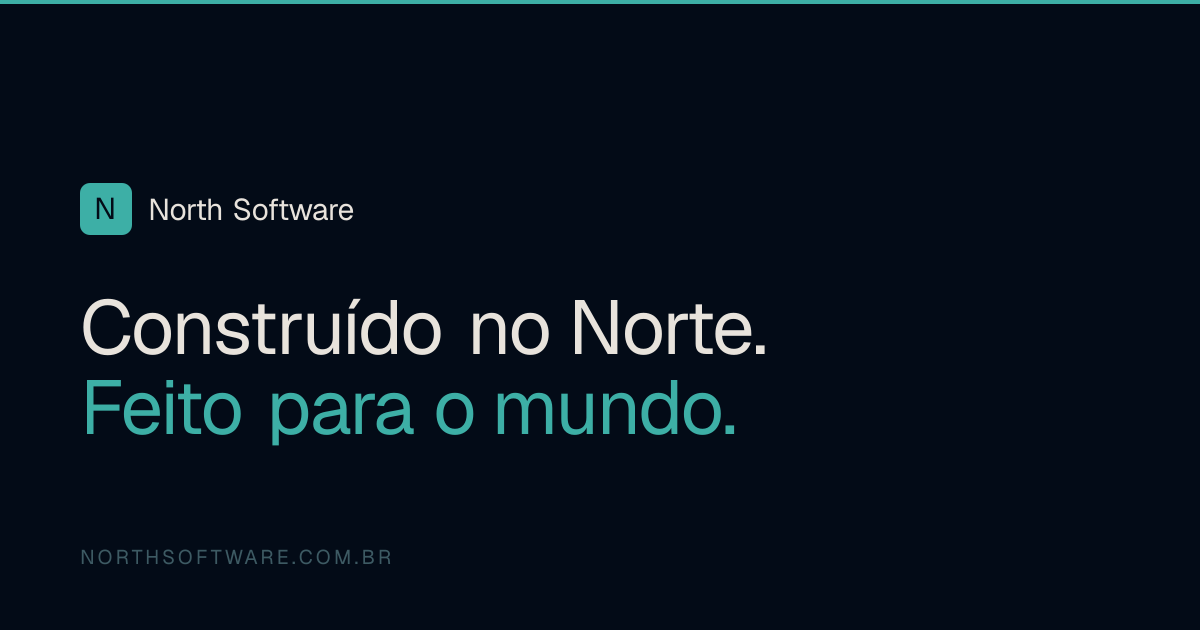 N
North Software
Construído no Norte.
Feito para o mundo.
NORTHSOFTWARE.COM.BR